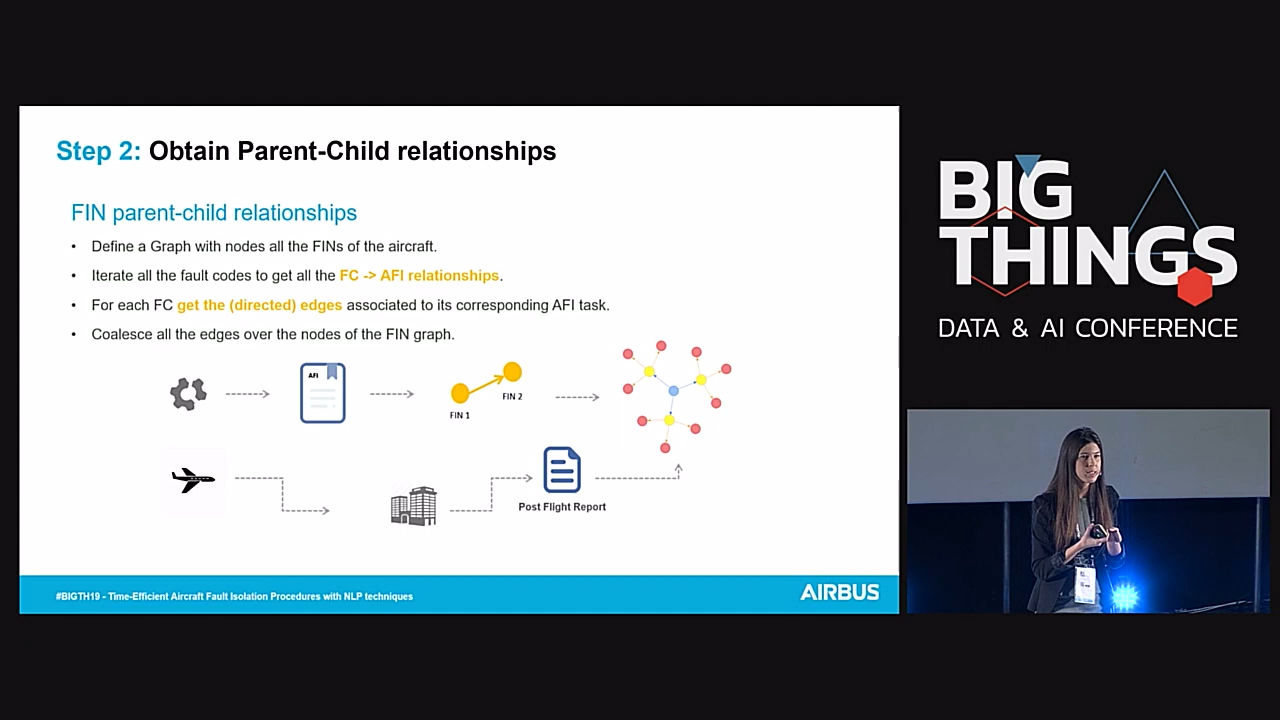 Step 2: Obtain Parent-Child relationships
FIN parent-child relationships
• Define a Graph with nodes all the FINs of the aircraft.
• Iterate all the fault codes to get all the FC -> AFI relationships.
• For each FC get the (directed) edges associated to its corresponding AFI task.
• Coalesce all the edges over the nodes of the FIN graph.
AFI
FIN 1
FIN 2
Post Flight Report
#BIGTH19 - Time-Efficient Aircraft Fault Isolation Procedures with NLP techniques
AIRBUS
BIG
THINGS
DATA & AI CONFERENCE